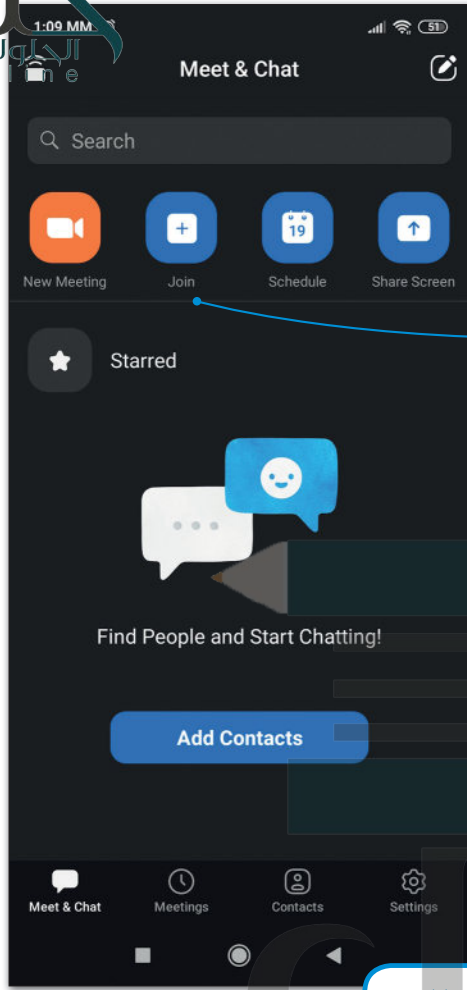 1:09 MM
51
Meet & Chat
Search
19
New Meeting
Join
Schedule
Share Screen
Starred
Find People and Start Chatting!
Add Contacts
Meet & Chat
Meetings
Contacts
Settings